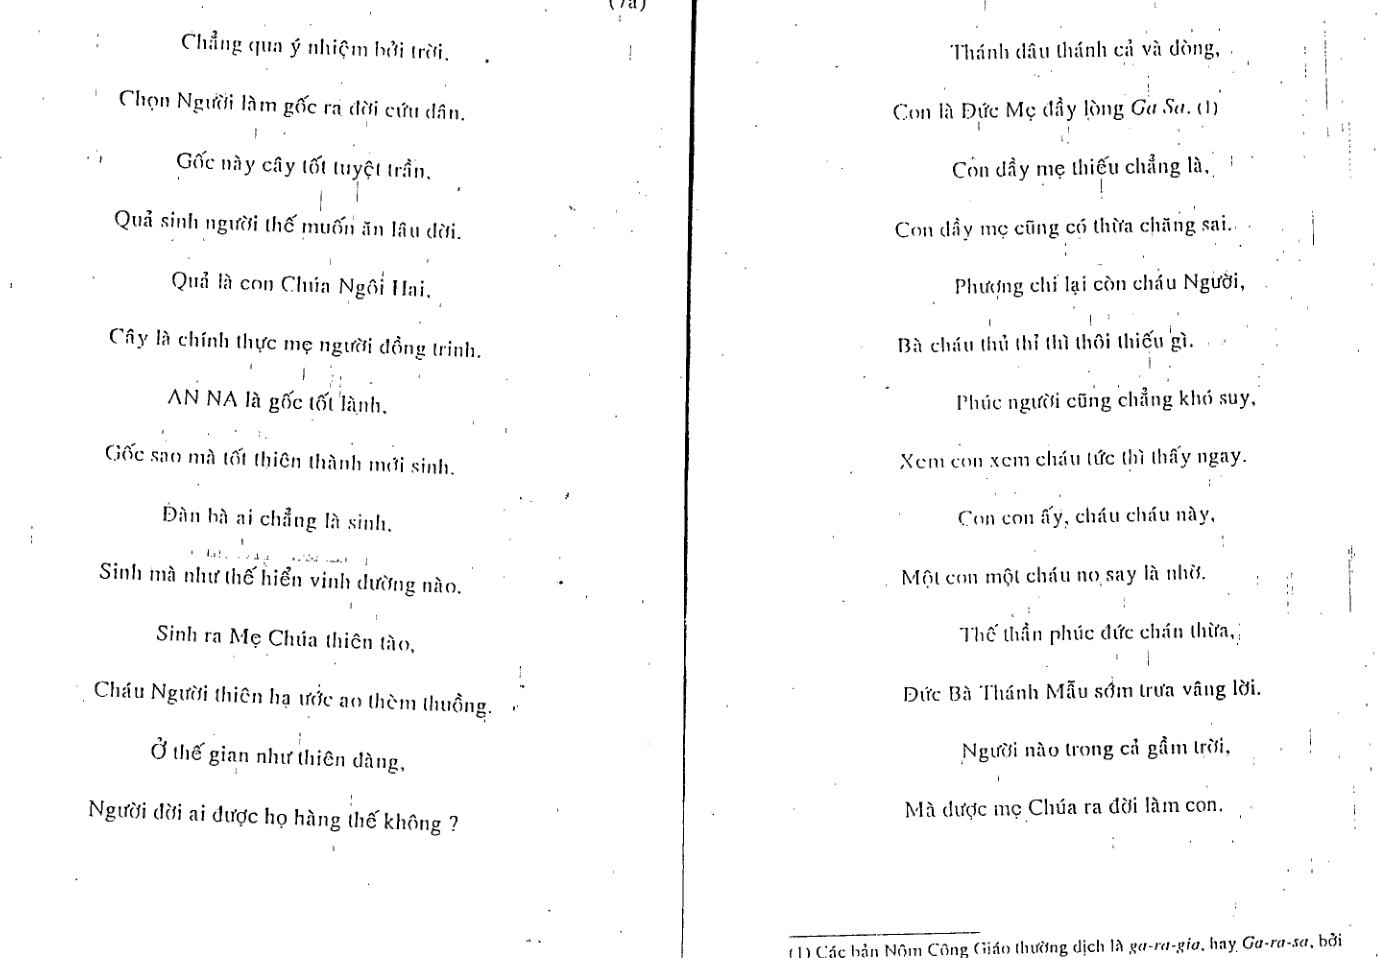 (7a)
Chẳng qua ý nhiệm bởi trời.
Chọn Người làm gốc ra đời cứu dân.
Gốc này cây tốt tuyệt trần,
Quả sinh người thế muốn ăn lâu dời.
Quả là con Chúa Ngôi Hai,
Cây là chính thực mẹ người đồng trinh.
AN NA là gốc tốt lành,
Gốc sao mà tốt thiên thành mới sinh.
Đàn bà ai chẳng là sinh,
Sinh mà như thế hiển vinh dường nào.
Sinh ra Mẹ Chúa thiên tào,
Cháu Người thiên hạ ước ao thèm thuồng.
Ở thế gian như thiên dàng,
Người đời ai được họ hàng thế không ?
Thánh dâu thánh cả và dòng,
Con là Đức Mẹ đầy lòng Ga Sa. (1)
Con đầy mẹ thiếu chẳng là,
Con đầy mẹ cũng có thừa chăng sai.
Phương chi lại còn cháu Người,
Bà cháu thủ thỉ thì thôi thiếu gì.
Phúc người cũng chẳng khó suy,
Xem con xem cháu tức thì thấy ngay.
Con con ấy, cháu cháu này,
Một con một cháu no say là nhờ.
Thế thần phúc đức chán thừa,
Đức Bà Thánh Mẫu sớm trưa vâng lời.
Người nào trong cả gầm trời,
Mà được mẹ Chúa ra đời làm con.
(1) Các bản Nôm Công Giáo thường dịch là ga-ra-gia, hay Ga-ra-sa, bởi